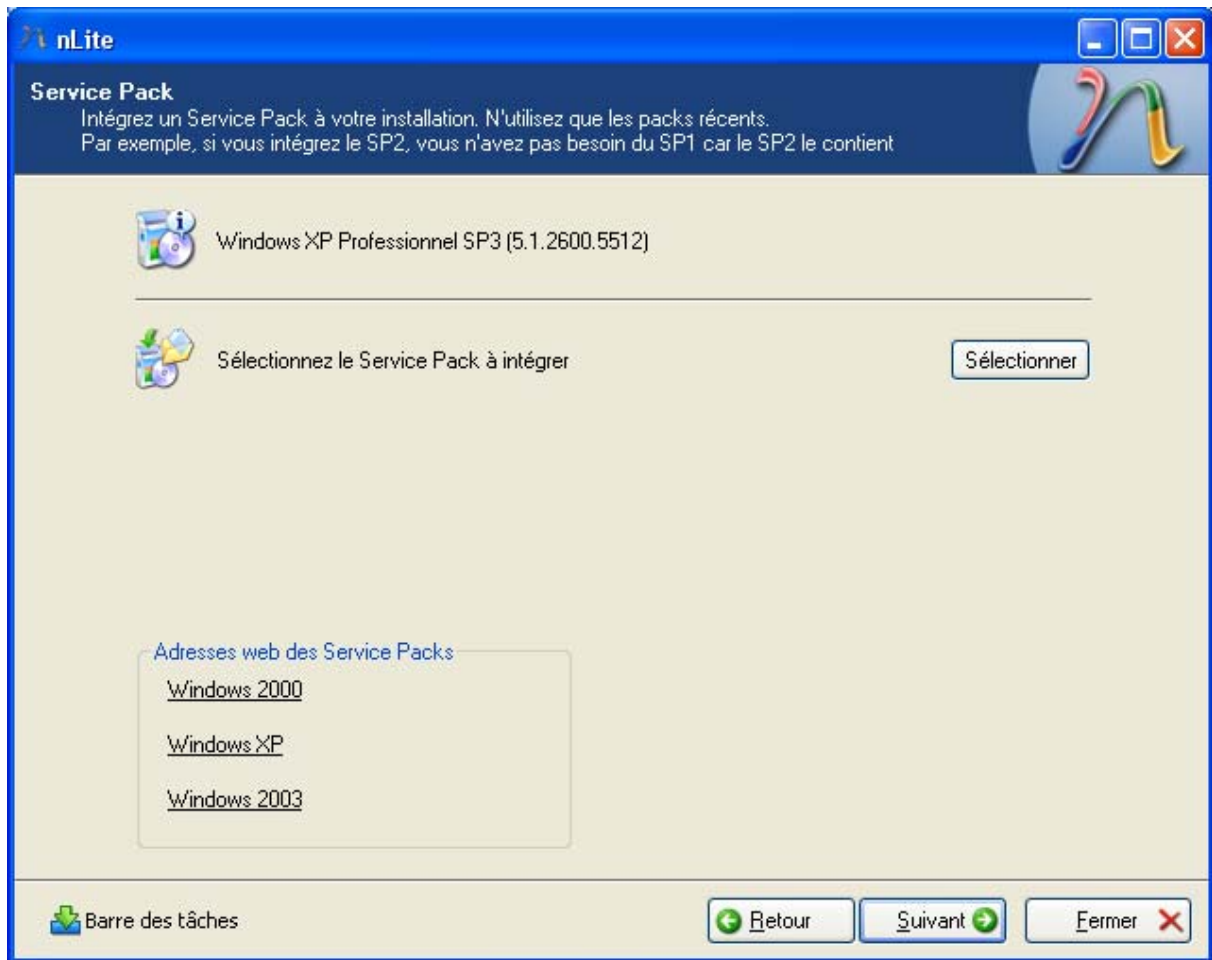 nLite
Service Pack
Intégrez un Service Pack à votre installation. N'utilisez que les packs récents.
Par exemple, si vous intégrez le SP2, vous n'avez pas besoin du SP1 car le SP2 le contient
Windows XP Professionnel SP3 (5.1.2600.5512)
Sélectionnez le Service Pack à intégrer
Sélectionner
Adresses web des Service Packs
Windows 2000
Windows XP
Windows 2003
Barre des tâches
Retour
Suivant
Fermer